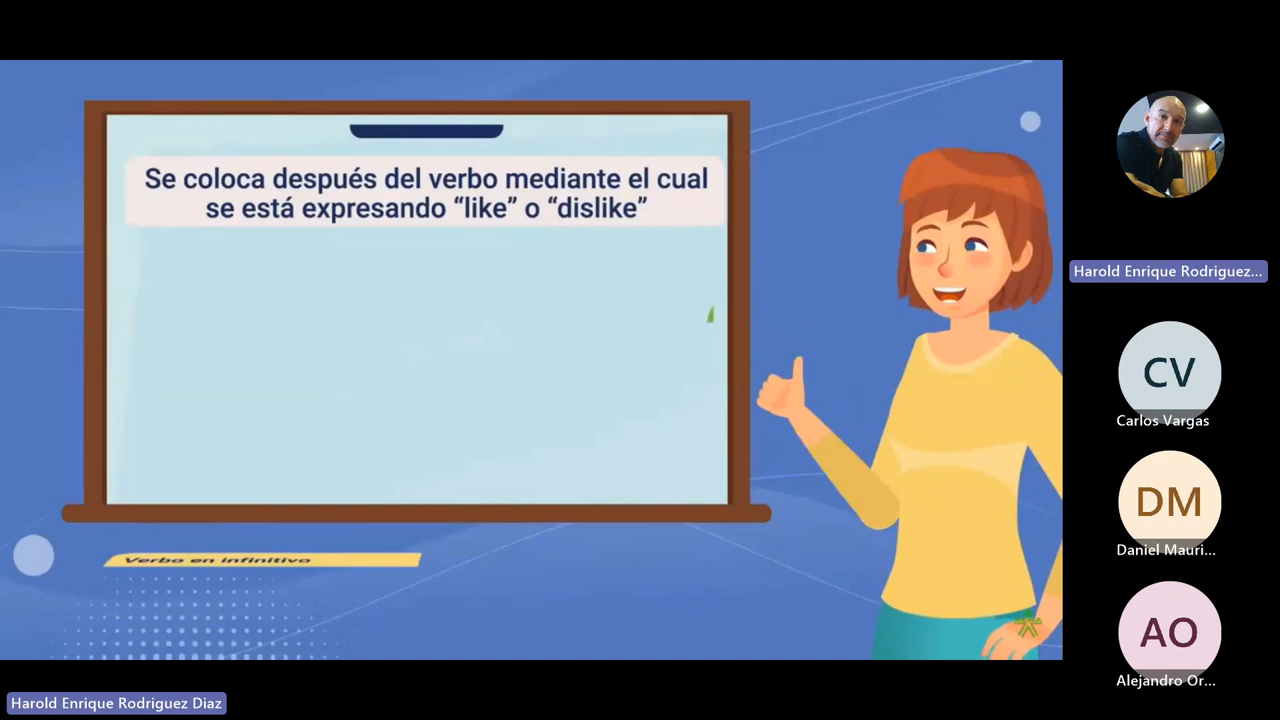 Se coloca después del verbo mediante el cual
se está expresando “like” o “dislike”
Verbo en infinitivo
Harold Enrique Rodriguez Diaz
Harold Enrique Rodriguez...
CV
Carlos Vargas
DM
Daniel Mauri...
AO
Alejandro Or...